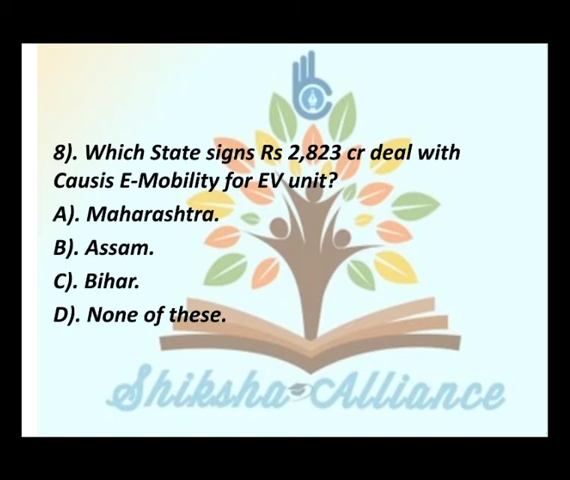 8). Which State signs Rs 2,823 cr deal with
Causis E-Mobility for EV unit?
A). Maharashtra.
B). Assam.
C). Bihar.
D). None of these.
Shiksha Alliance